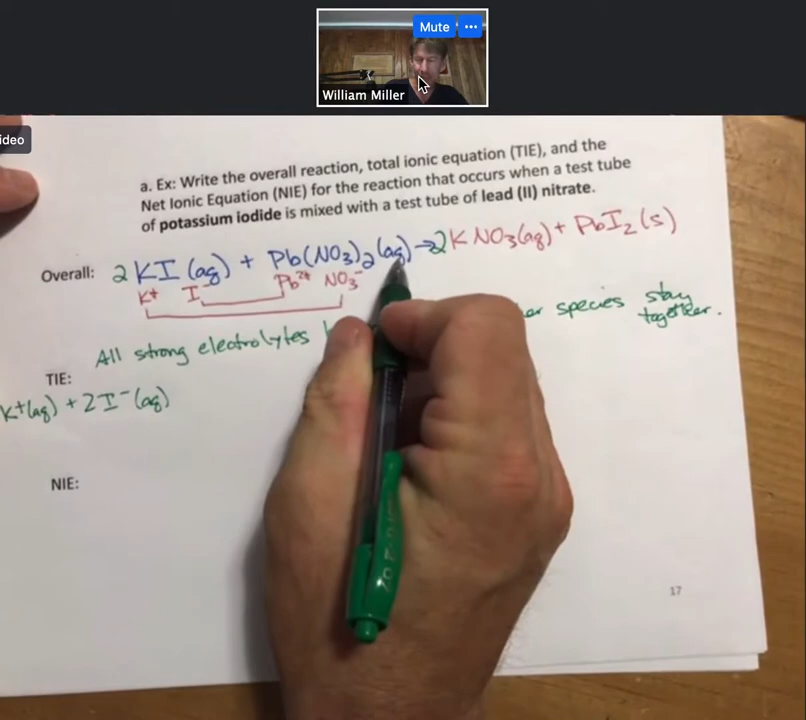 Mute ...
William Miller
ideo
a. Ex: Write the overall reaction, total ionic equation (TIE), and the
Net Ionic Equation (NIE) for the reaction that occurs when a test tube
of potassium iodide is mixed with a test tube of lead (II) nitrate.
Overall: 2KI(aq) + Pb(NO₃)₂(aq) → 2KNO₃(aq) + PbI₂(s)
K⁺ I⁻ Pb²⁺ NO₃⁻
All strong electrolytes species stay
together.
TIE:
K⁺(aq) + 2I⁻(aq)
NIE:
17